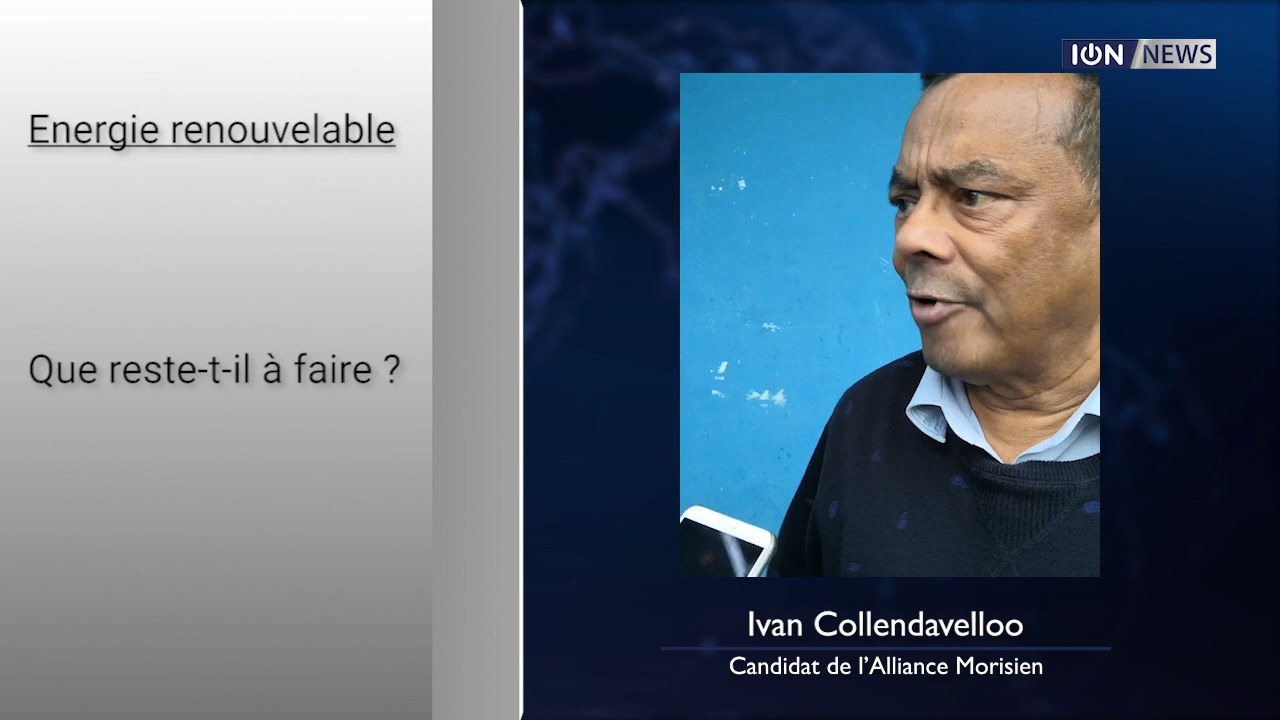 ION NEWS
Energie renouvelable
Que reste-t-il à faire ?
Ivan Collendavelloo
Candidat de l'Alliance Morisien